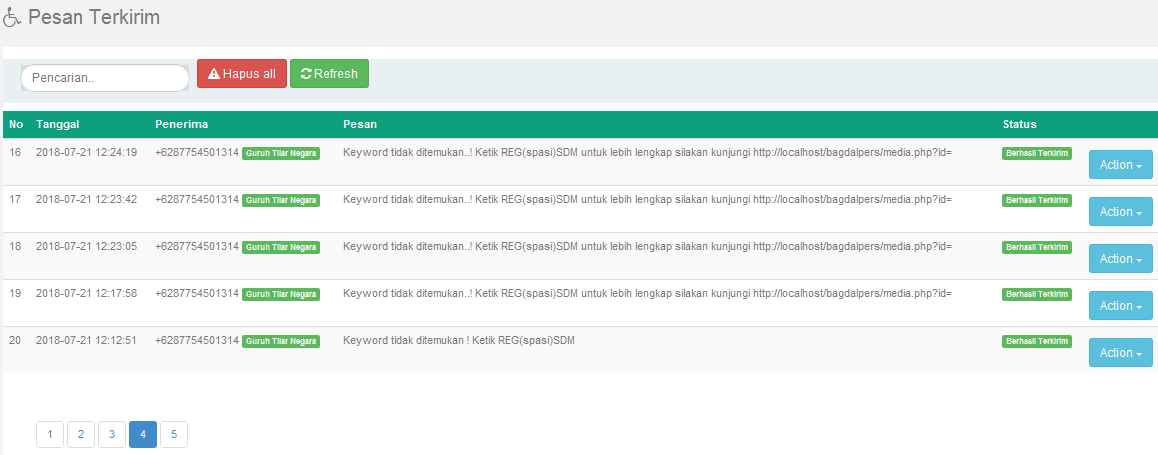 Pesan Terkirim
Pencarian.. Hapus all Refresh
No Tanggal Penerima Pesan Status
16 2018-07-21 12:24:19 +6287754501314 Guruh Tilar Negara Keyword tidak ditemukan..! Ketik REG(spasi)SDM untuk lebih lengkap silakan kunjungi http://localhost/bagdalpers/media.php?id= Berhasil Terkirim Action
17 2018-07-21 12:23:42 +6287754501314 Guruh Tilar Negara Keyword tidak ditemukan..! Ketik REG(spasi)SDM untuk lebih lengkap silakan kunjungi http://localhost/bagdalpers/media.php?id= Berhasil Terkirim Action
18 2018-07-21 12:23:05 +6287754501314 Guruh Tilar Negara Keyword tidak ditemukan..! Ketik REG(spasi)SDM untuk lebih lengkap silakan kunjungi http://localhost/bagdalpers/media.php?id= Berhasil Terkirim Action
19 2018-07-21 12:17:58 +6287754501314 Guruh Tilar Negara Keyword tidak ditemukan..! Ketik REG(spasi)SDM untuk lebih lengkap silakan kunjungi http://localhost/bagdalpers/media.php?id= Berhasil Terkirim Action
20 2018-07-21 12:12:51 +6287754501314 Guruh Tilar Negara Keyword tidak ditemukan ! Ketik REG(spasi)SDM Berhasil Terkirim Action
1 2 3 4 5